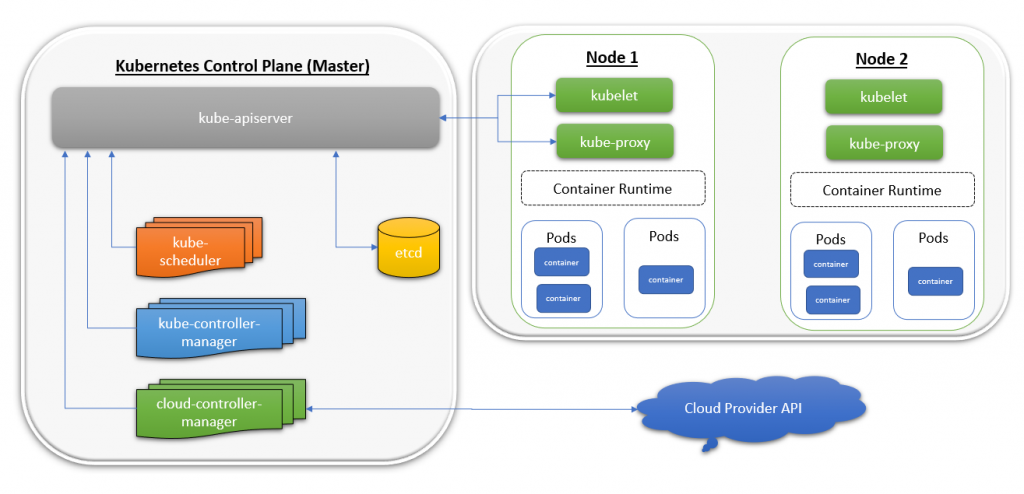 Kubernetes Control Plane (Master)
kube-apiserver
kube-
scheduler
etcd
kube-controller-
manager
cloud-controller-
manager
Node 1
kubelet
kube-proxy
Container Runtime
Pods
container
container
Pods
container
Node 2
kubelet
kube-proxy
Container Runtime
Pods
container
container
Pods
container
Cloud Provider API